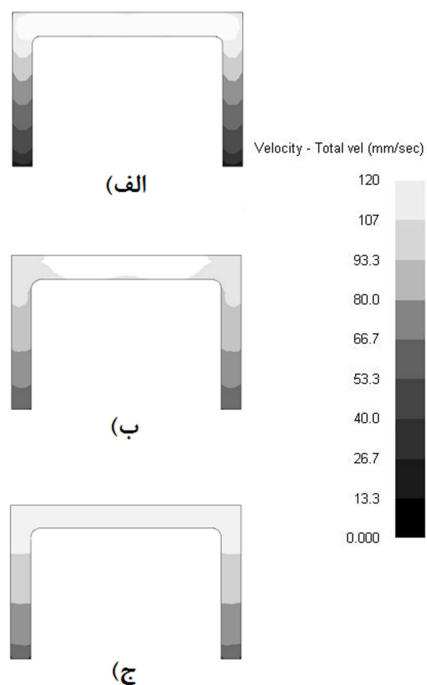 الف)
Velocity - Total vel (mm/sec)
120
107
93.3
80.0
66.7
53.3
40.0
26.7
13.3
0.000
ب)
ج)